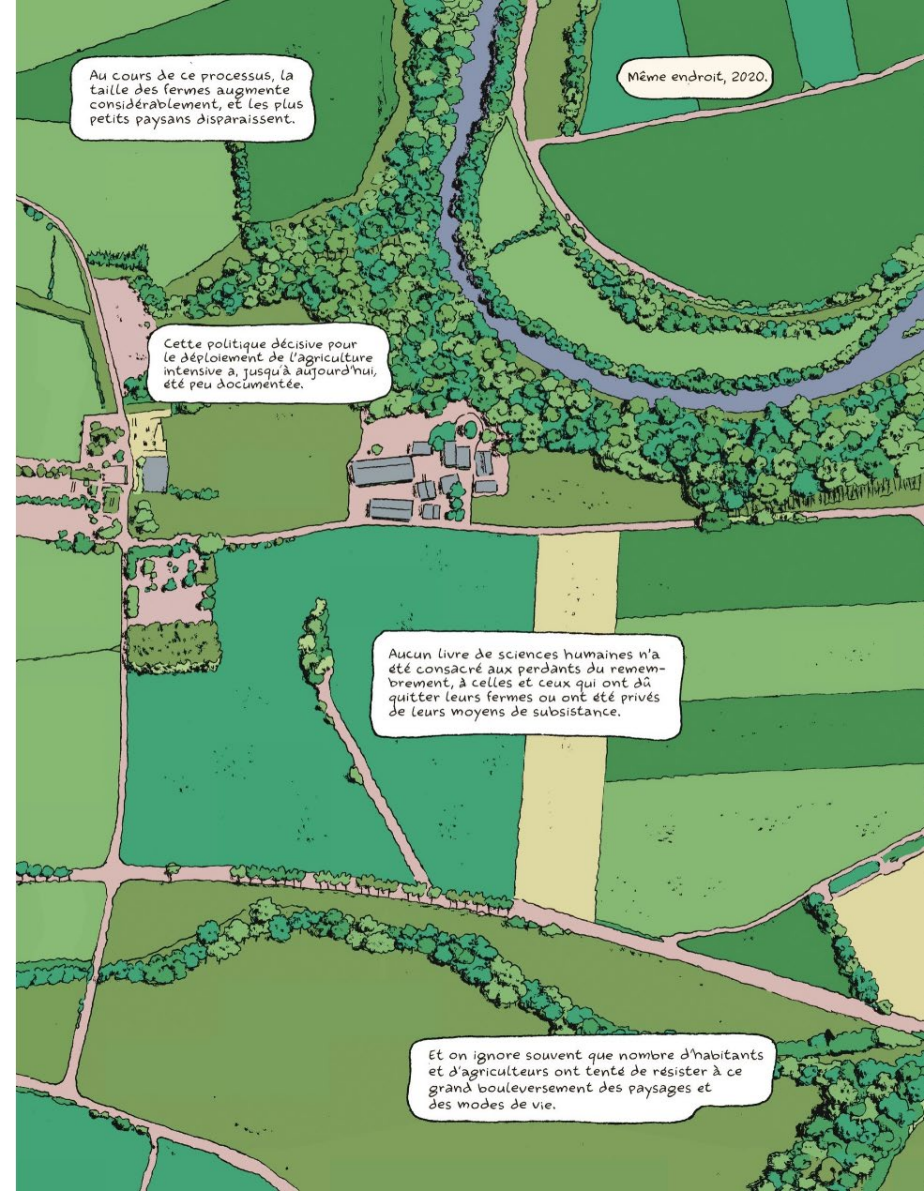 Au cours de ce processus, la
taille des fermes augmente
considérablement, et les plus
petits paysans disparaissent.
Même endroit, 2020.
Cette politique décisive pour
le déploiement de l'agriculture
intensive a, jusqu'à aujourd'hui,
été peu documentée.
Aucun livre de sciences humaines n'a
été consacré aux perdants du remem-
brement, à celles et ceux qui ont dû
quitter leurs fermes ou ont été privés
de leurs moyens de subsistance.
Et on ignore souvent que nombre d'habitants
et d'agriculteurs ont tenté de résister à ce
grand bouleversement des paysages et
des modes de vie.